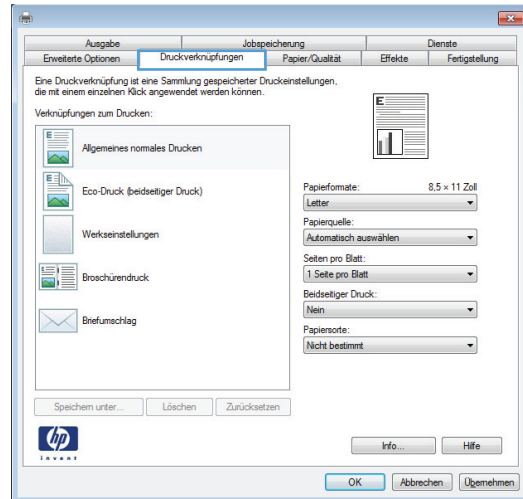 Ausgabe
Jobspeicherung
Dienste
Erweiterte Optionen
Druckverknüpfungen
Papier/Qualität
Effekte
Fertigstellung
Eine Druckverknüpfung ist eine Sammlung gespeicherter Druckeinstellungen,
die mit einem einzelnen Klick angewendet werden können.
Verknüpfungen zum Drucken:
Allgemeines normales Drucken
Eco-Druck (beidseitiger Druck)
Werkseinstellungen
Broschürendruck
Briefumschlag
Papierformate: 8,5 × 11 Zoll
Letter
Papierquelle:
Automatisch auswählen
Seiten pro Blatt:
1 Seite pro Blatt
Beidseitiger Druck:
Nein
Papiersorte:
Nicht bestimmt
Speichern unter...
Löschen
Zurücksetzen
hp
invent
Info...
Hilfe
OK
Abbrechen
Übernehmen